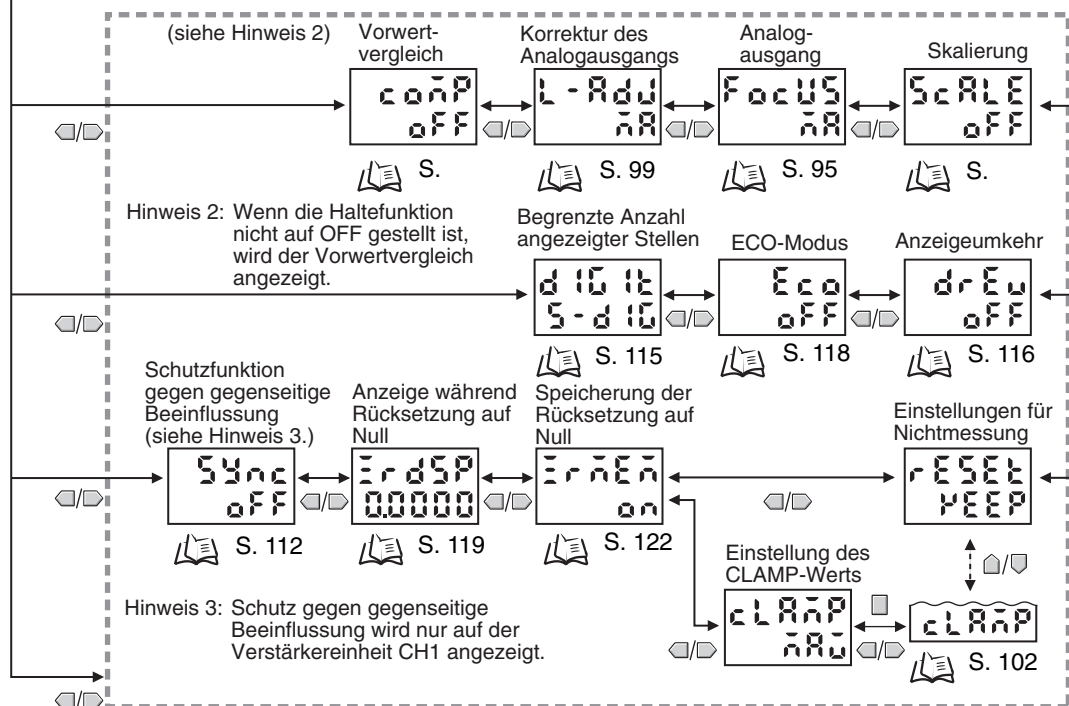 (siehe Hinweis 2)
Vorwert-
vergleich
Korrektur des
Analogausgangs
Analog-
ausgang
Skalierung
comP
oFF
L-AdJ
mA
FocUS
mA
ScALE
oFF
S.
S. 99
S. 95
S.
Hinweis 2: Wenn die Haltefunktion
nicht auf OFF gestellt ist,
wird der Vorwertvergleich
angezeigt.
Begrenzte Anzahl
angezeigter Stellen
ECO-Modus
Anzeigeumkehr
dIGIt
5-dIG
Eco
oFF
drEv
oFF
S. 115
S. 118
S. 116
Schutzfunktion
gegen gegenseitige
Beeinflussung
(siehe Hinweis 3.)
Anzeige während
Rücksetzung auf
Null
Speicherung der
Rücksetzung auf
Null
Einstellungen für
Nichtmessung
SYnc
oFF
ZrdSP
0.0000
ZrmEm
on
rESEt
KEEP
S. 112
S. 119
S. 122
Einstellung des
CLAMP-Werts
cLAmP
mAX
cLAmP
S. 102
Hinweis 3: Schutz gegen gegenseitige
Beeinflussung wird nur auf der
Verstärkereinheit CH1 angezeigt.